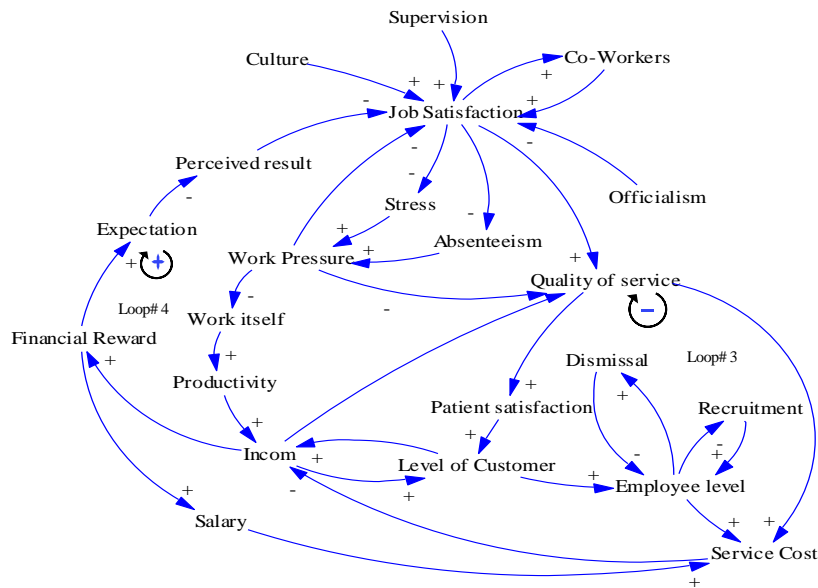 Supervision
Culture
Co-Workers
+
+
+
+
-
Job Satisfaction
-
-
-
Perceived result
-
Stress
Officialism
-
Expectation
+
Absenteeism
+
+
+
Work Pressure
+
Quality of service
-
-
Loop# 4
-
Work itself
Financial Reward
+
+
Dismissal
Loop# 3
Productivity
+
+
Patient satisfaction
Recruitment
+
+
-
+
Incom
+
Level of Customer
-
+
+
+
-
Employee level
Salary
+
+
+
Service Cost
+